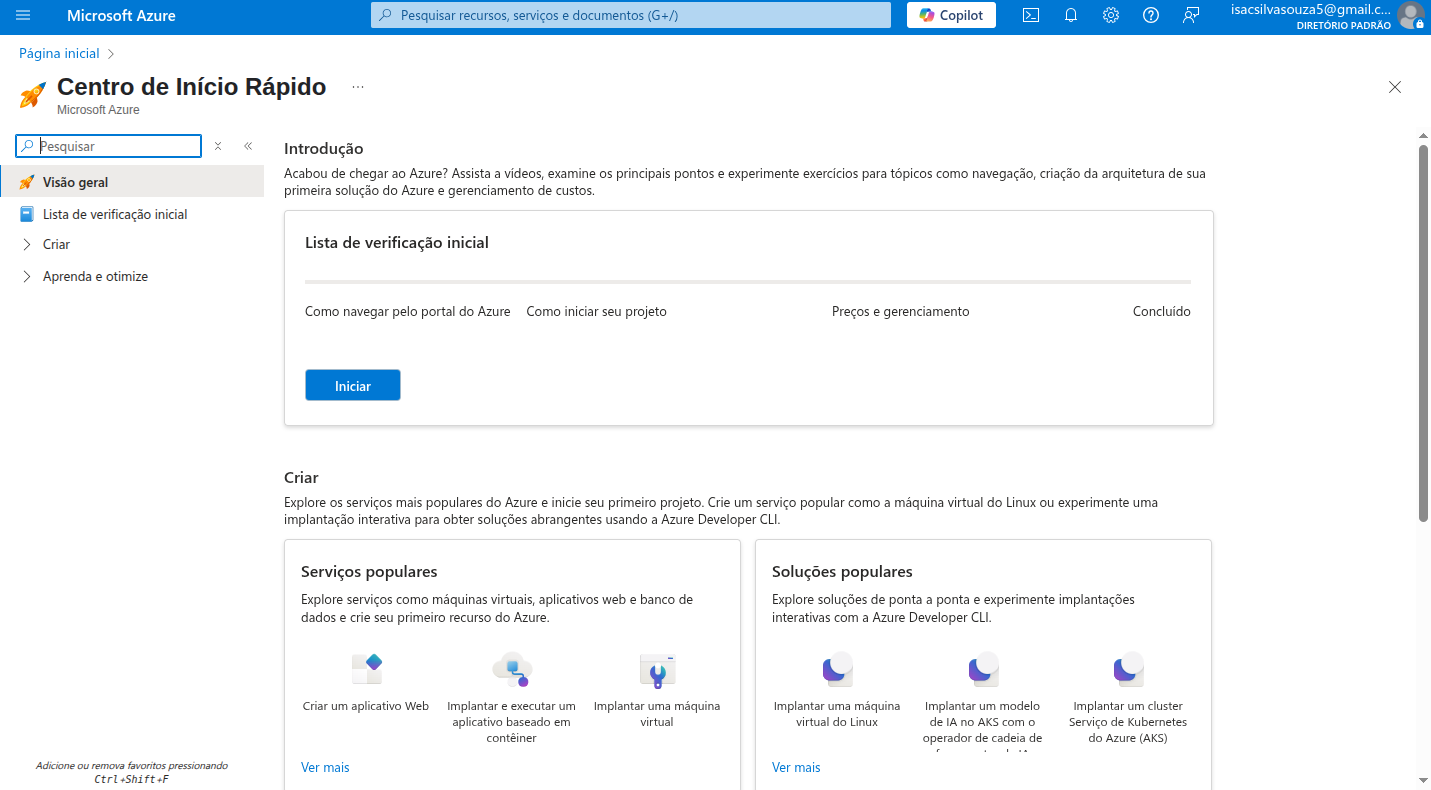 Microsoft Azure
Pesquisar recursos, serviços e documentos (G+/)
Copilot
isacsilvasouza5@gmail.c...
DIRETÓRIO PADRÃO
Página inicial
Centro de Início Rápido
...
Microsoft Azure
Pesquisar
Visão geral
Lista de verificação inicial
Criar
Aprenda e otimize
Adicione ou remova favoritos pressionando
Ctrl+Shift+F
Introdução
Acabou de chegar ao Azure? Assista a vídeos, examine os principais pontos e experimente exercícios para tópicos como navegação, criação da arquitetura de sua
primeira solução do Azure e gerenciamento de custos.
Lista de verificação inicial
Como navegar pelo portal do Azure
Como iniciar seu projeto
Preços e gerenciamento
Concluído
Iniciar
Criar
Explore os serviços mais populares do Azure e inicie seu primeiro projeto. Crie um serviço popular como a máquina virtual do Linux ou experimente uma
implantação interativa para obter soluções abrangentes usando a Azure Developer CLI.
Serviços populares
Explore serviços como máquinas virtuais, aplicativos web e banco de
dados e crie seu primeiro recurso do Azure.
Criar um aplicativo Web
Implantar e executar um
aplicativo baseado em
contêiner
Implantar uma máquina
virtual
Ver mais
Soluções populares
Explore soluções de ponta a ponta e experimente implantações
interativas com a Azure Developer CLI.
Implantar uma máquina
virtual do Linux
Implantar um modelo
de IA no AKS com o
operador de cadeia de
Implantar um cluster
Serviço de Kubernetes
do Azure (AKS)
Ver mais